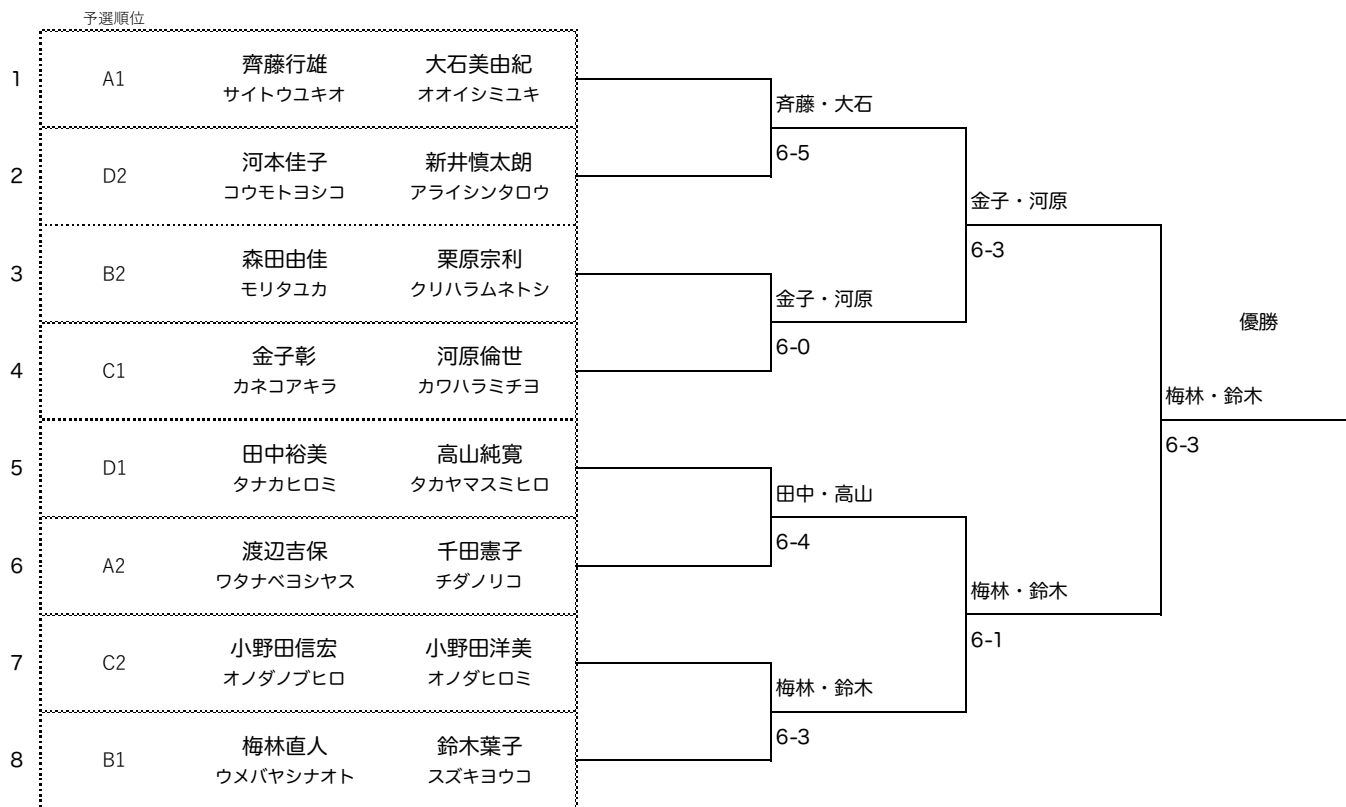 予選順位
1 A1 齊藤行雄 大石美由紀
サイトウユキオ オオイシミユキ
斉藤・大石
6-5
2 D2 河本佳子 新井慎太朗
コウモトヨシコ アライシンタロウ
金子・河原
6-3
3 B2 森田由佳 栗原宗利
モリタユカ クリハラムネトシ
金子・河原
6-0
4 C1 金子彰 河原倫世
カネコアキラ カワハラミチヨ
優勝
梅林・鈴木
6-3
5 D1 田中裕美 高山純寛
タナカヒロミ タカヤマスミヒロ
田中・高山
6-4
6 A2 渡辺吉保 千田憲子
ワタナベヨシヤス チダノリコ
梅林・鈴木
6-1
7 C2 小野田信宏 小野田洋美
オノダノブヒロ オノダヒロミ
梅林・鈴木
6-3
8 B1 梅林直人 鈴木葉子
ウメバヤシナオト スズキヨウコ